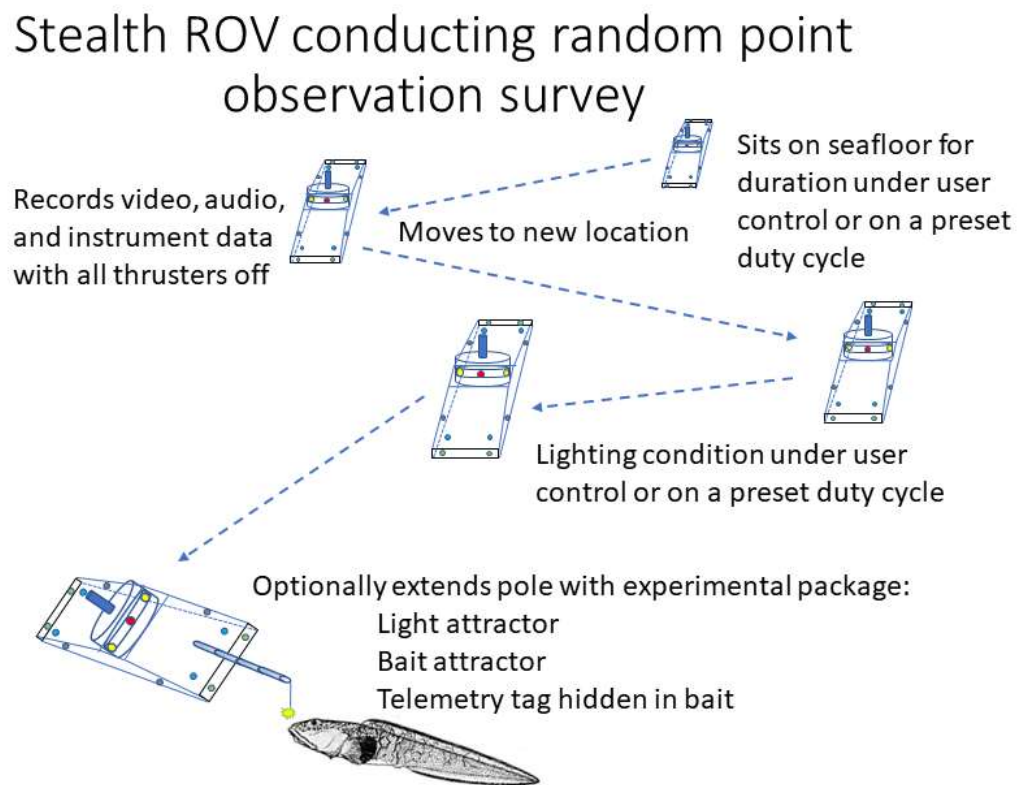 Stealth ROV conducting random point
observation survey
Sits on seafloor for
duration under user
control or on a preset
duty cycle
Records video, audio,
and instrument data
with all thrusters off
Moves to new location
Lighting condition under user
control or on a preset duty cycle
Optionally extends pole with experimental package:
Light attractor
Bait attractor
Telemetry tag hidden in bait